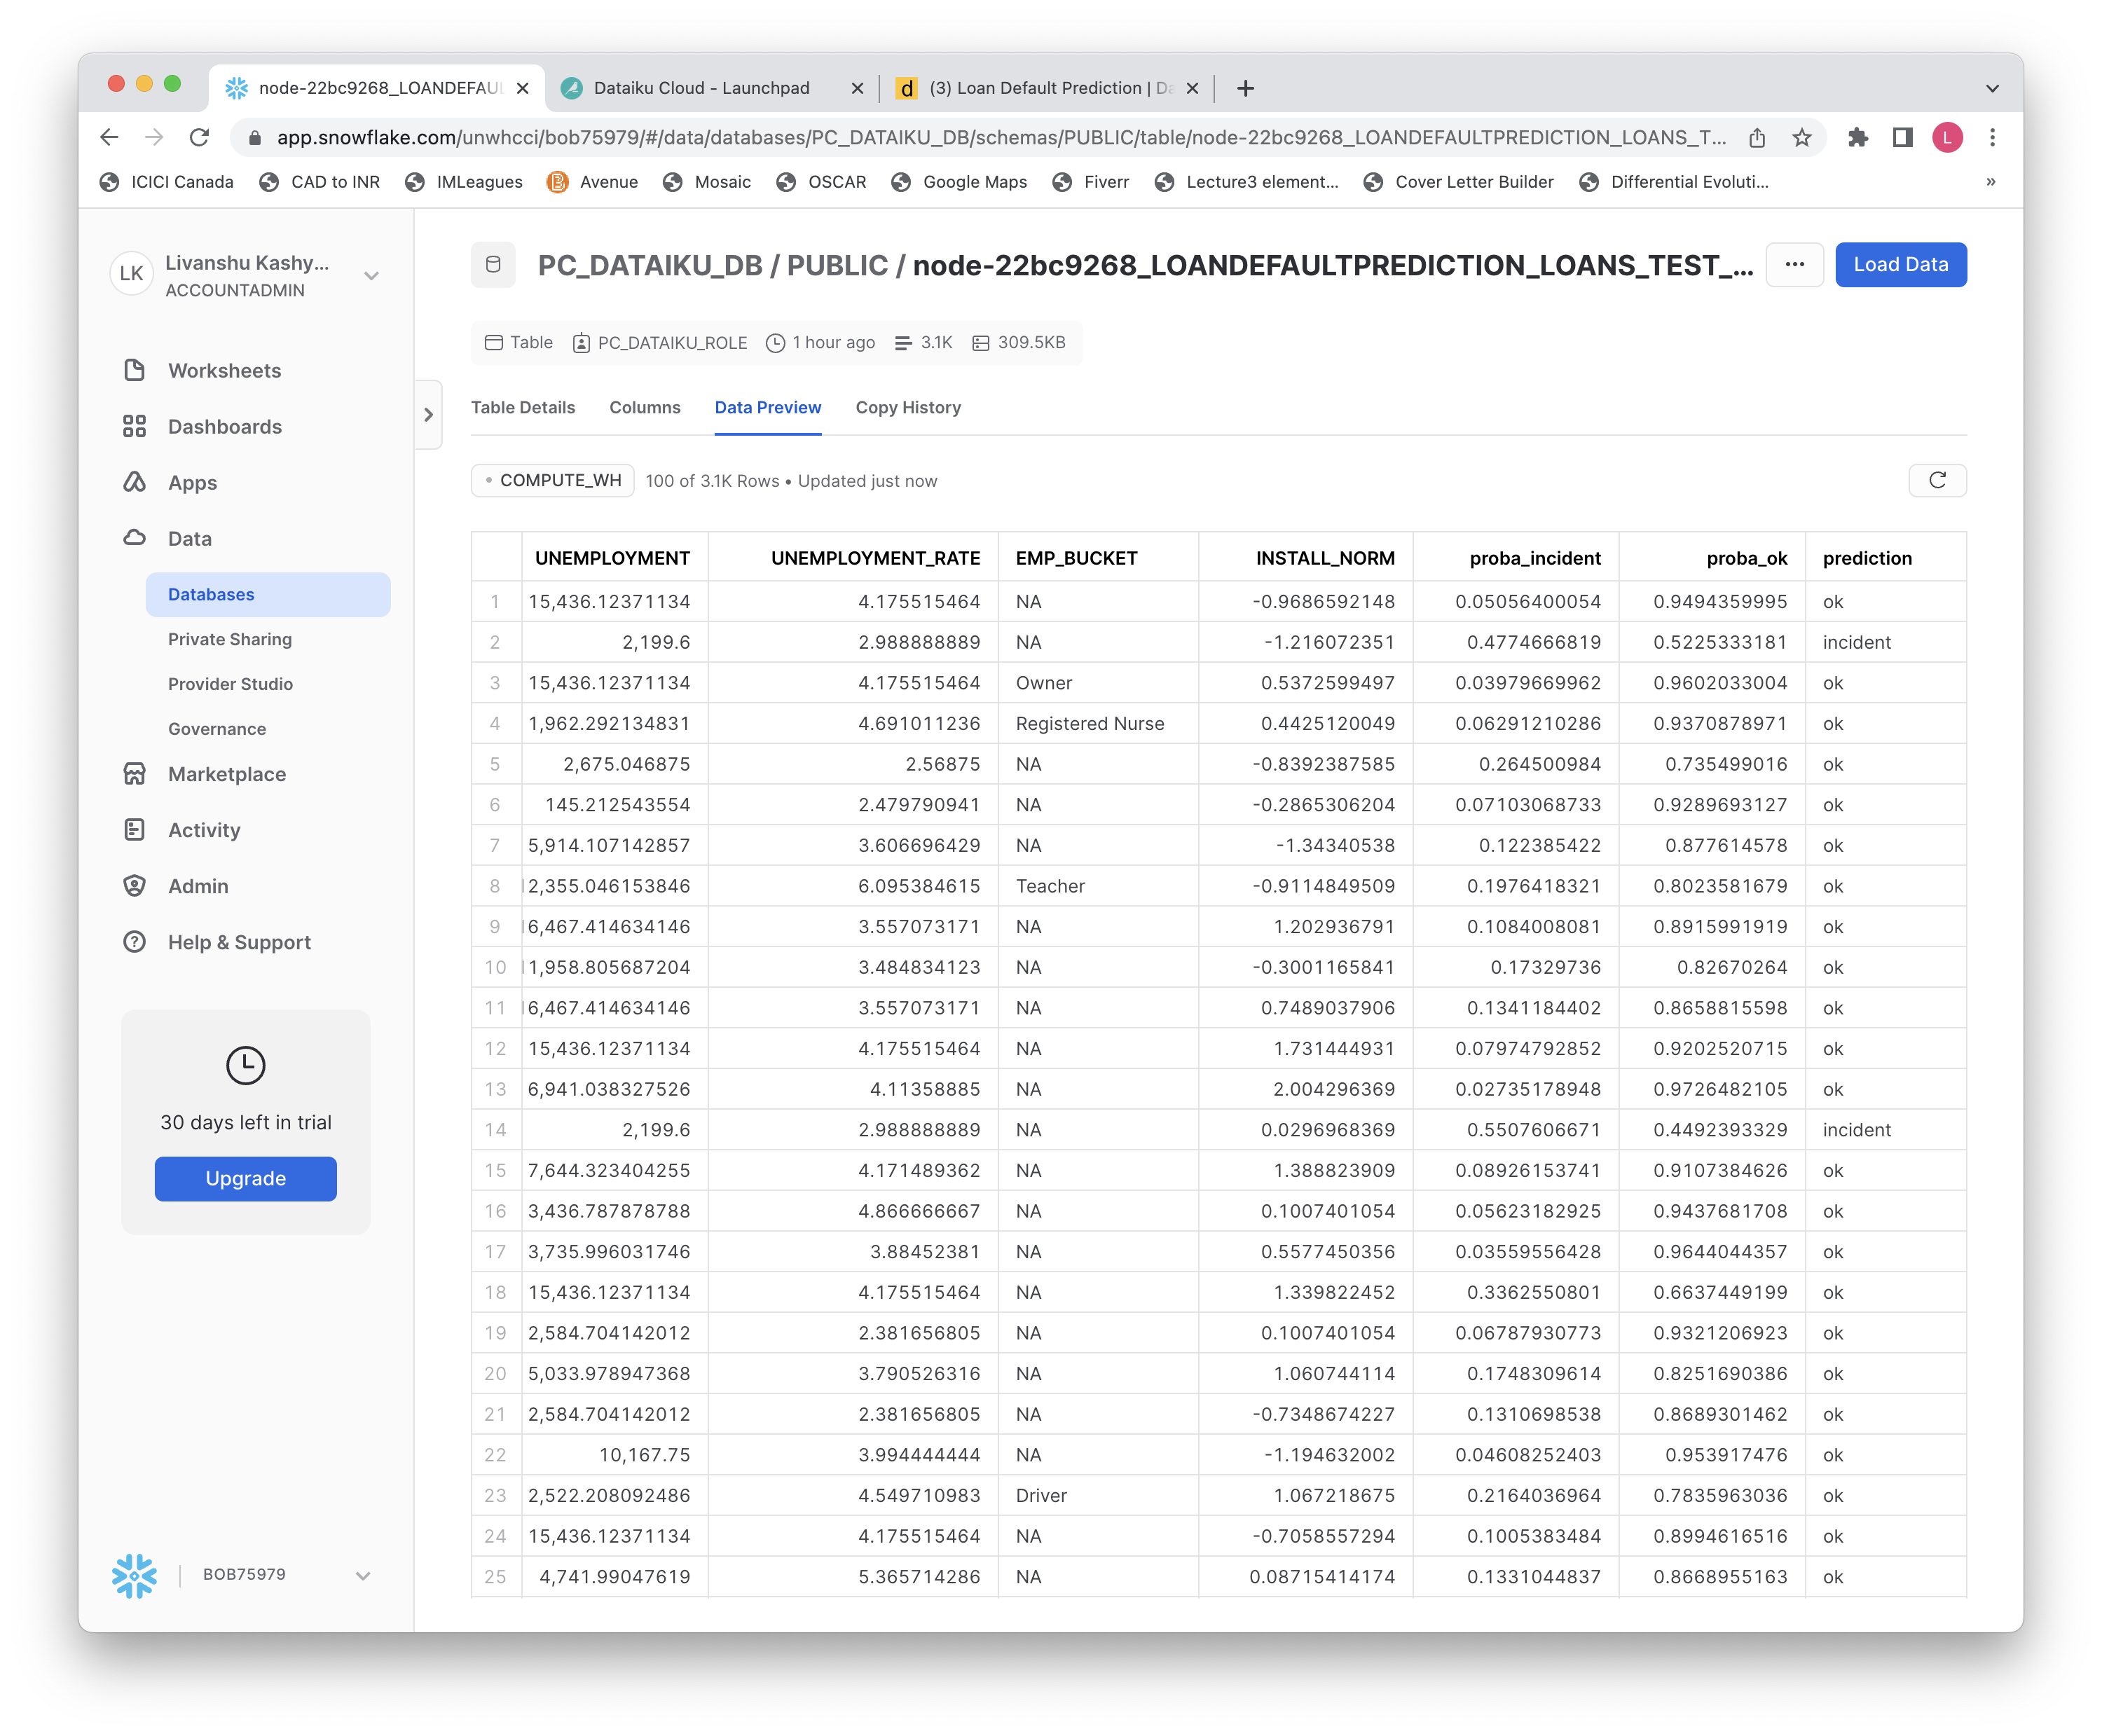 node-22bc9268_LOANDEFAUL
Dataiku Cloud - Launchpad
d (3) Loan Default Prediction | Da
app.snowflake.com/unwhcci/bob75979/#/data/databases/PC_DATAIKU_DB/schemas/PUBLIC/table/node-22bc9268_LOANDEFAULTPREDICTION_LOANS_T...
L
ICICI Canada CAD to INR IMLeagues Avenue Mosaic OSCAR Google Maps Fiverr Lecture3 element... Cover Letter Builder Differential Evoluti... »
LK Livanshu Kashy...
ACCOUNTADMIN
Worksheets
Dashboards
Apps
Data
Databases
Private Sharing
Provider Studio
Governance
Marketplace
Activity
Admin
Help & Support
30 days left in trial
Upgrade
BOB75979
PC_DATAIKU_DB / PUBLIC / node-22bc9268_LOANDEFAULTPREDICTION_LOANS_TEST_... ... Load Data
Table PC_DATAIKU_ROLE 1 hour ago 3.1K 309.5KB
Table Details Columns Data Preview Copy History
COMPUTE_WH 100 of 3.1K Rows • Updated just now
UNEMPLOYMENT UNEMPLOYMENT_RATE EMP_BUCKET INSTALL_NORM proba_incident proba_ok prediction
1 15,436.12371134 4.175515464 NA -0.9686592148 0.05056400054 0.9494359995 ok
2 2,199.6 2.988888889 NA -1.216072351 0.4774666819 0.5225333181 incident
3 15,436.12371134 4.175515464 Owner 0.5372599497 0.03979669962 0.9602033004 ok
4 1,962.292134831 4.691011236 Registered Nurse 0.4425120049 0.06291210286 0.9370878971 ok
5 2,675.046875 2.56875 NA -0.8392387585 0.264500984 0.735499016 ok
6 145.212543554 2.479790941 NA -0.2865306204 0.07103068733 0.9289693127 ok
7 5,914.107142857 3.606696429 NA -1.34340538 0.122385422 0.877614578 ok
8 12,355.046153846 6.095384615 Teacher -0.9114849509 0.1976418321 0.8023581679 ok
9 16,467.414634146 3.557073171 NA 1.202936791 0.1084008081 0.8915991919 ok
10 11,958.805687204 3.484834123 NA -0.3001165841 0.17329736 0.82670264 ok
11 16,467.414634146 3.557073171 NA 0.7489037906 0.1341184402 0.8658815598 ok
12 15,436.12371134 4.175515464 NA 1.731444931 0.07974792852 0.9202520715 ok
13 6,941.038327526 4.11358885 NA 2.004296369 0.02735178948 0.9726482105 ok
14 2,199.6 2.988888889 NA 0.0296968369 0.5507606671 0.4492393329 incident
15 7,644.323404255 4.171489362 NA 1.388823909 0.08926153741 0.9107384626 ok
16 3,436.787878788 4.866666667 NA 0.1007401054 0.05623182925 0.9437681708 ok
17 3,735.996031746 3.88452381 NA 0.5577450356 0.03559556428 0.9644044357 ok
18 15,436.12371134 4.175515464 NA 1.339822452 0.3362550801 0.6637449199 ok
19 2,584.704142012 2.381656805 NA 0.1007401054 0.06787930773 0.9321206923 ok
20 5,033.978947368 3.790526316 NA 1.060744114 0.1748309614 0.8251690386 ok
21 2,584.704142012 2.381656805 NA -0.7348674227 0.1310698538 0.8689301462 ok
22 10,167.75 3.994444444 NA -1.194632002 0.04608252403 0.953917476 ok
23 2,522.208092486 4.549710983 Driver 1.067218675 0.2164036964 0.7835963036 ok
24 15,436.12371134 4.175515464 NA -0.7058557294 0.1005383484 0.8994616516 ok
25 4,741.99047619 5.365714286 NA 0.08715414174 0.1331044837 0.8668955163 ok